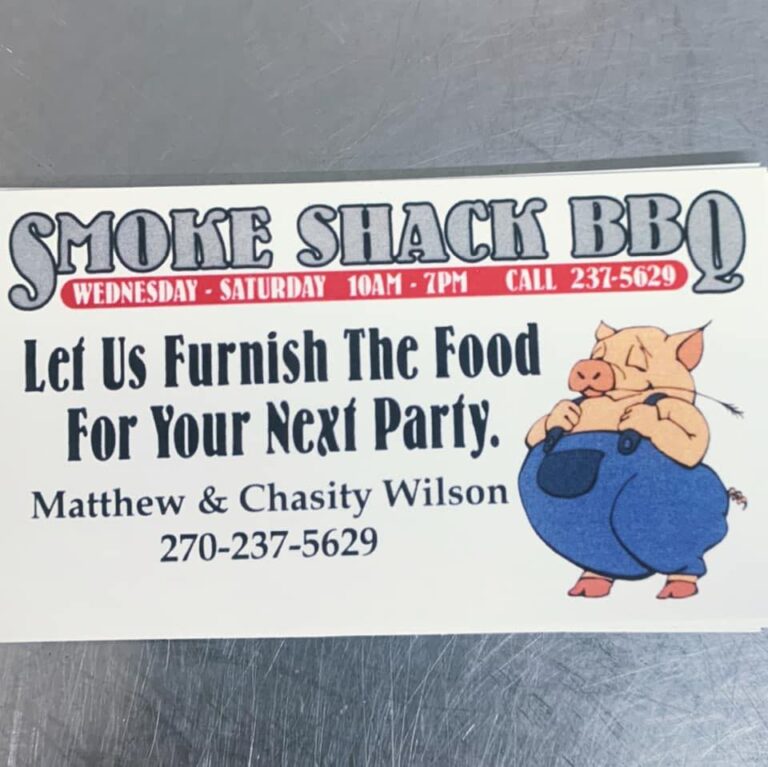 SMOKE SHACK BBQ
WEDNESDAY - SATURDAY 10AM - 7PM CALL 237-5629
Let Us Furnish The Food
For Your Next Party.
Matthew & Chasity Wilson
270-237-5629